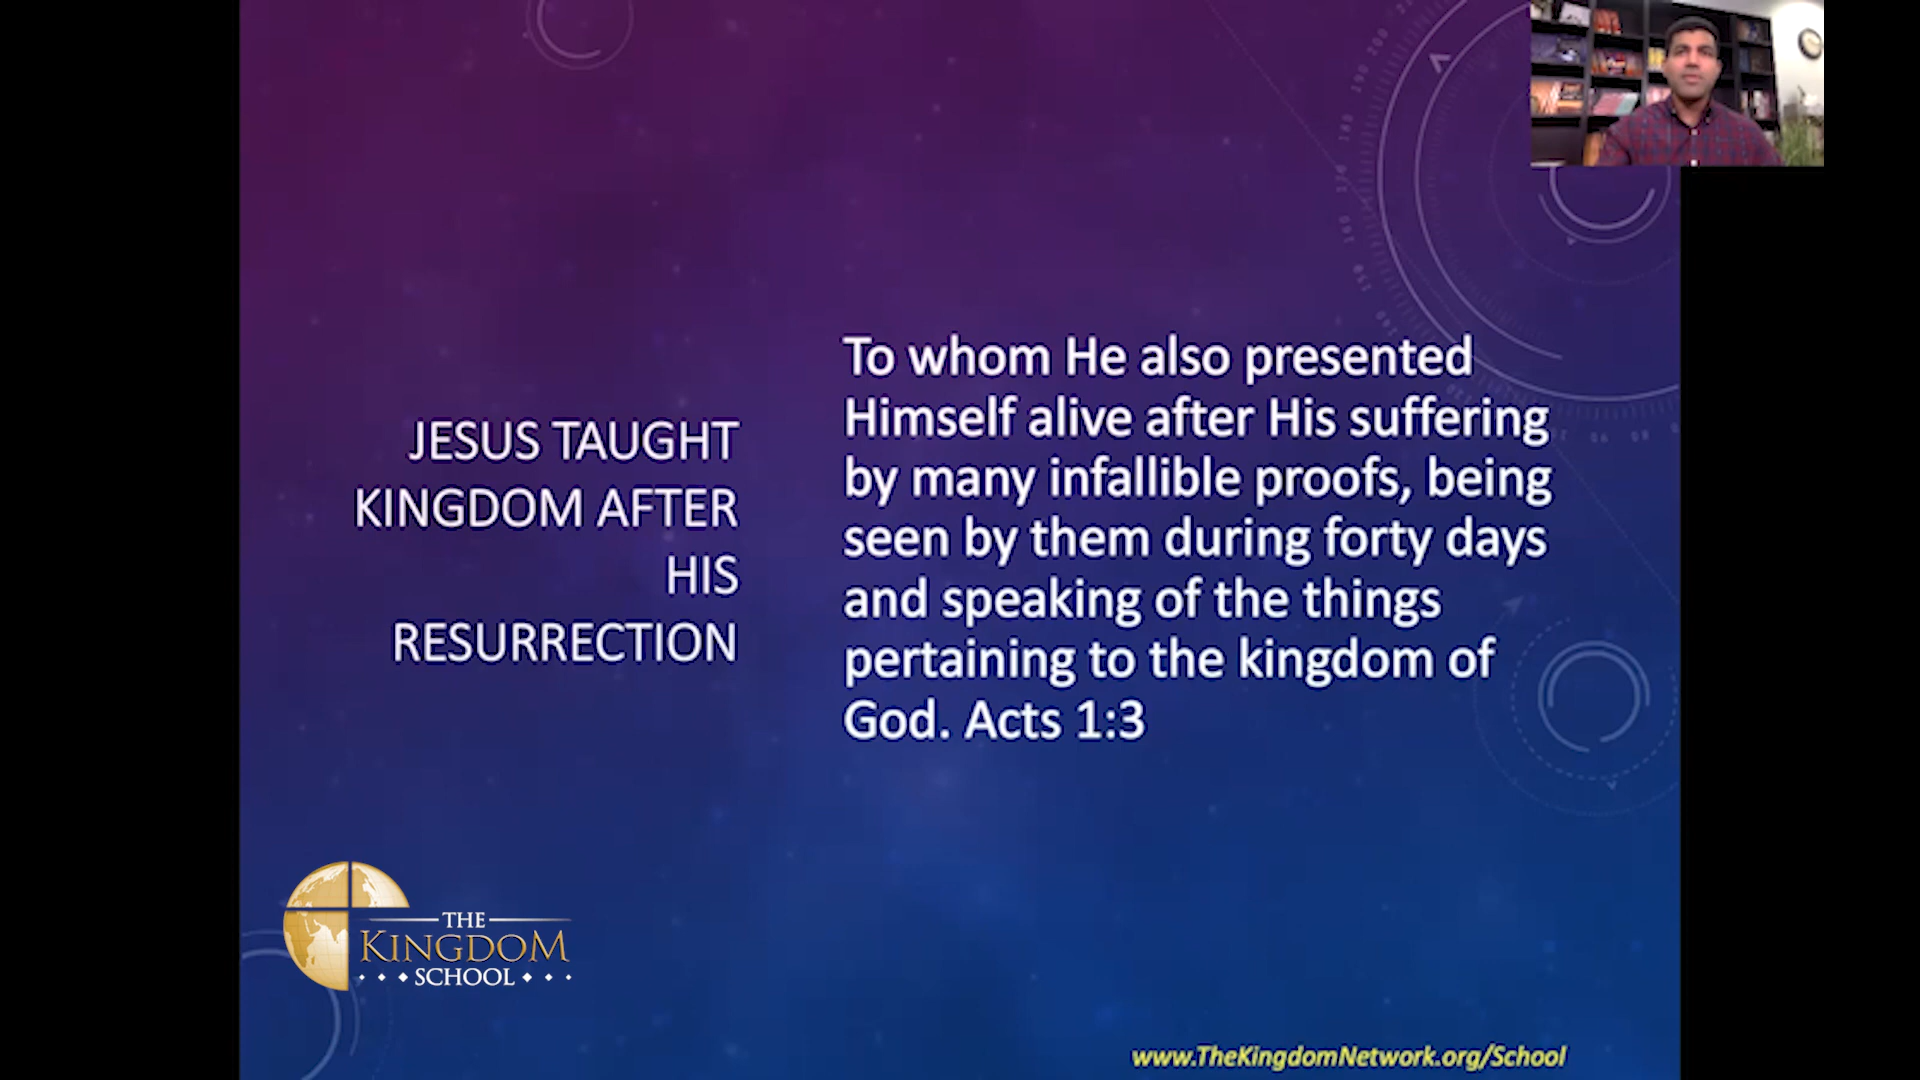 JESUS TAUGHT
KINGDOM AFTER
HIS
RESURRECTION
To whom He also presented
Himself alive after His suffering
by many infallible proofs, being
seen by them during forty days
and speaking of the things
pertaining to the kingdom of
God. Acts 1:3
THE
KINGDOM
SCHOOL
www.TheKingdomNetwork.org/School